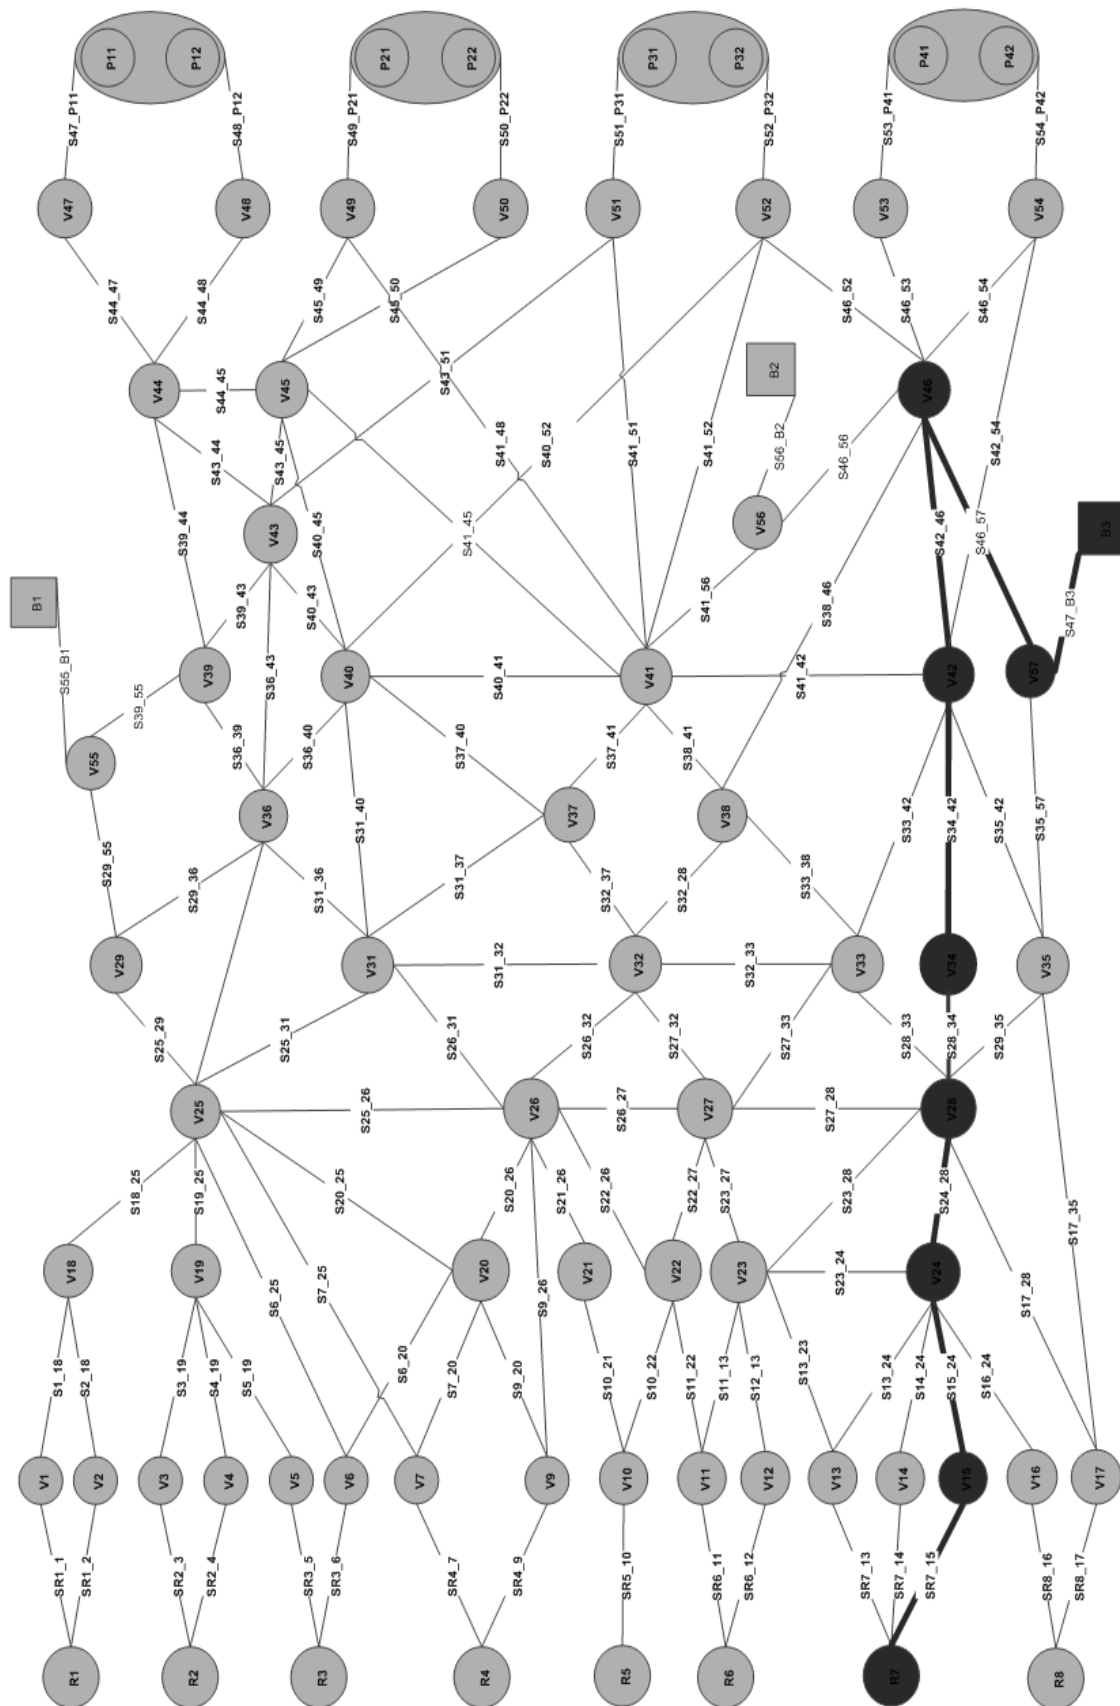 P11
P12
P21
P22
P31
P32
P41
P42
S47_P11
S48_P12
S49_P21
S50_P22
S51_P31
S52_P32
S53_P41
S54_P42
V47
V48
V49
V50
V51
V52
V53
V54
S44_47
S44_48
S45_49
S45_50
S46_52
S46_53
S46_54
V44
S44_45
V45
S43_51
B2
V46
S43_44
S43_45
S41_48
S40_52
S41_51
S41_52
S56_B2
S46_56
S42_54
S39_44
V43
S40_45
S41_45
V56
S42_46
S46_57
B3
B1
S39_43
S40_43
S41_56
S38_46
S47_B3
S55_B1
S39_55
V39
S36_43
V40
S40_41
V41
S41_42
V42
V57
V55
S36_39
S36_40
S37_40
S37_41
S38_41
V36
S31_40
V37
V38
S33_42
S34_42
S35_42
S35_57
S29_55
S29_36
S31_36
S31_37
S32_37
S32_28
S33_38
V29
V31
S31_32
V32
S32_33
V33
V34
V35
S25_29
S25_31
S26_31
S26_32
S27_32
S27_33
S28_33
S28_34
S29_35
V25
S25_26
V26
S26_27
V27
S27_28
V28
S18_25
S19_25
S20_25
S20_26
S21_26
S22_26
S22_27
S23_27
S23_28
S24_28
V18
V19
S6_25
S7_25
V20
S9_26
V21
V22
V23
S23_24
V24
S17_28
S17_35
S1_18
S2_18
S3_19
S4_19
S5_19
S6_20
S7_20
S9_20
S10_21
S10_22
S11_22
S11_13
S12_13
S13_23
S13_24
S14_24
S15_24
S16_24
V1
V2
V3
V4
V5
V6
V7
V9
V10
V11
V12
V13
V14
V15
V16
V17
SR1_1
SR1_2
SR2_3
SR2_4
SR3_5
SR3_6
SR4_7
SR4_9
SR5_10
SR6_11
SR6_12
SR7_13
SR7_14
SR7_15
SR8_16
SR8_17
R1
R2
R3
R4
R5
R6
R7
R8